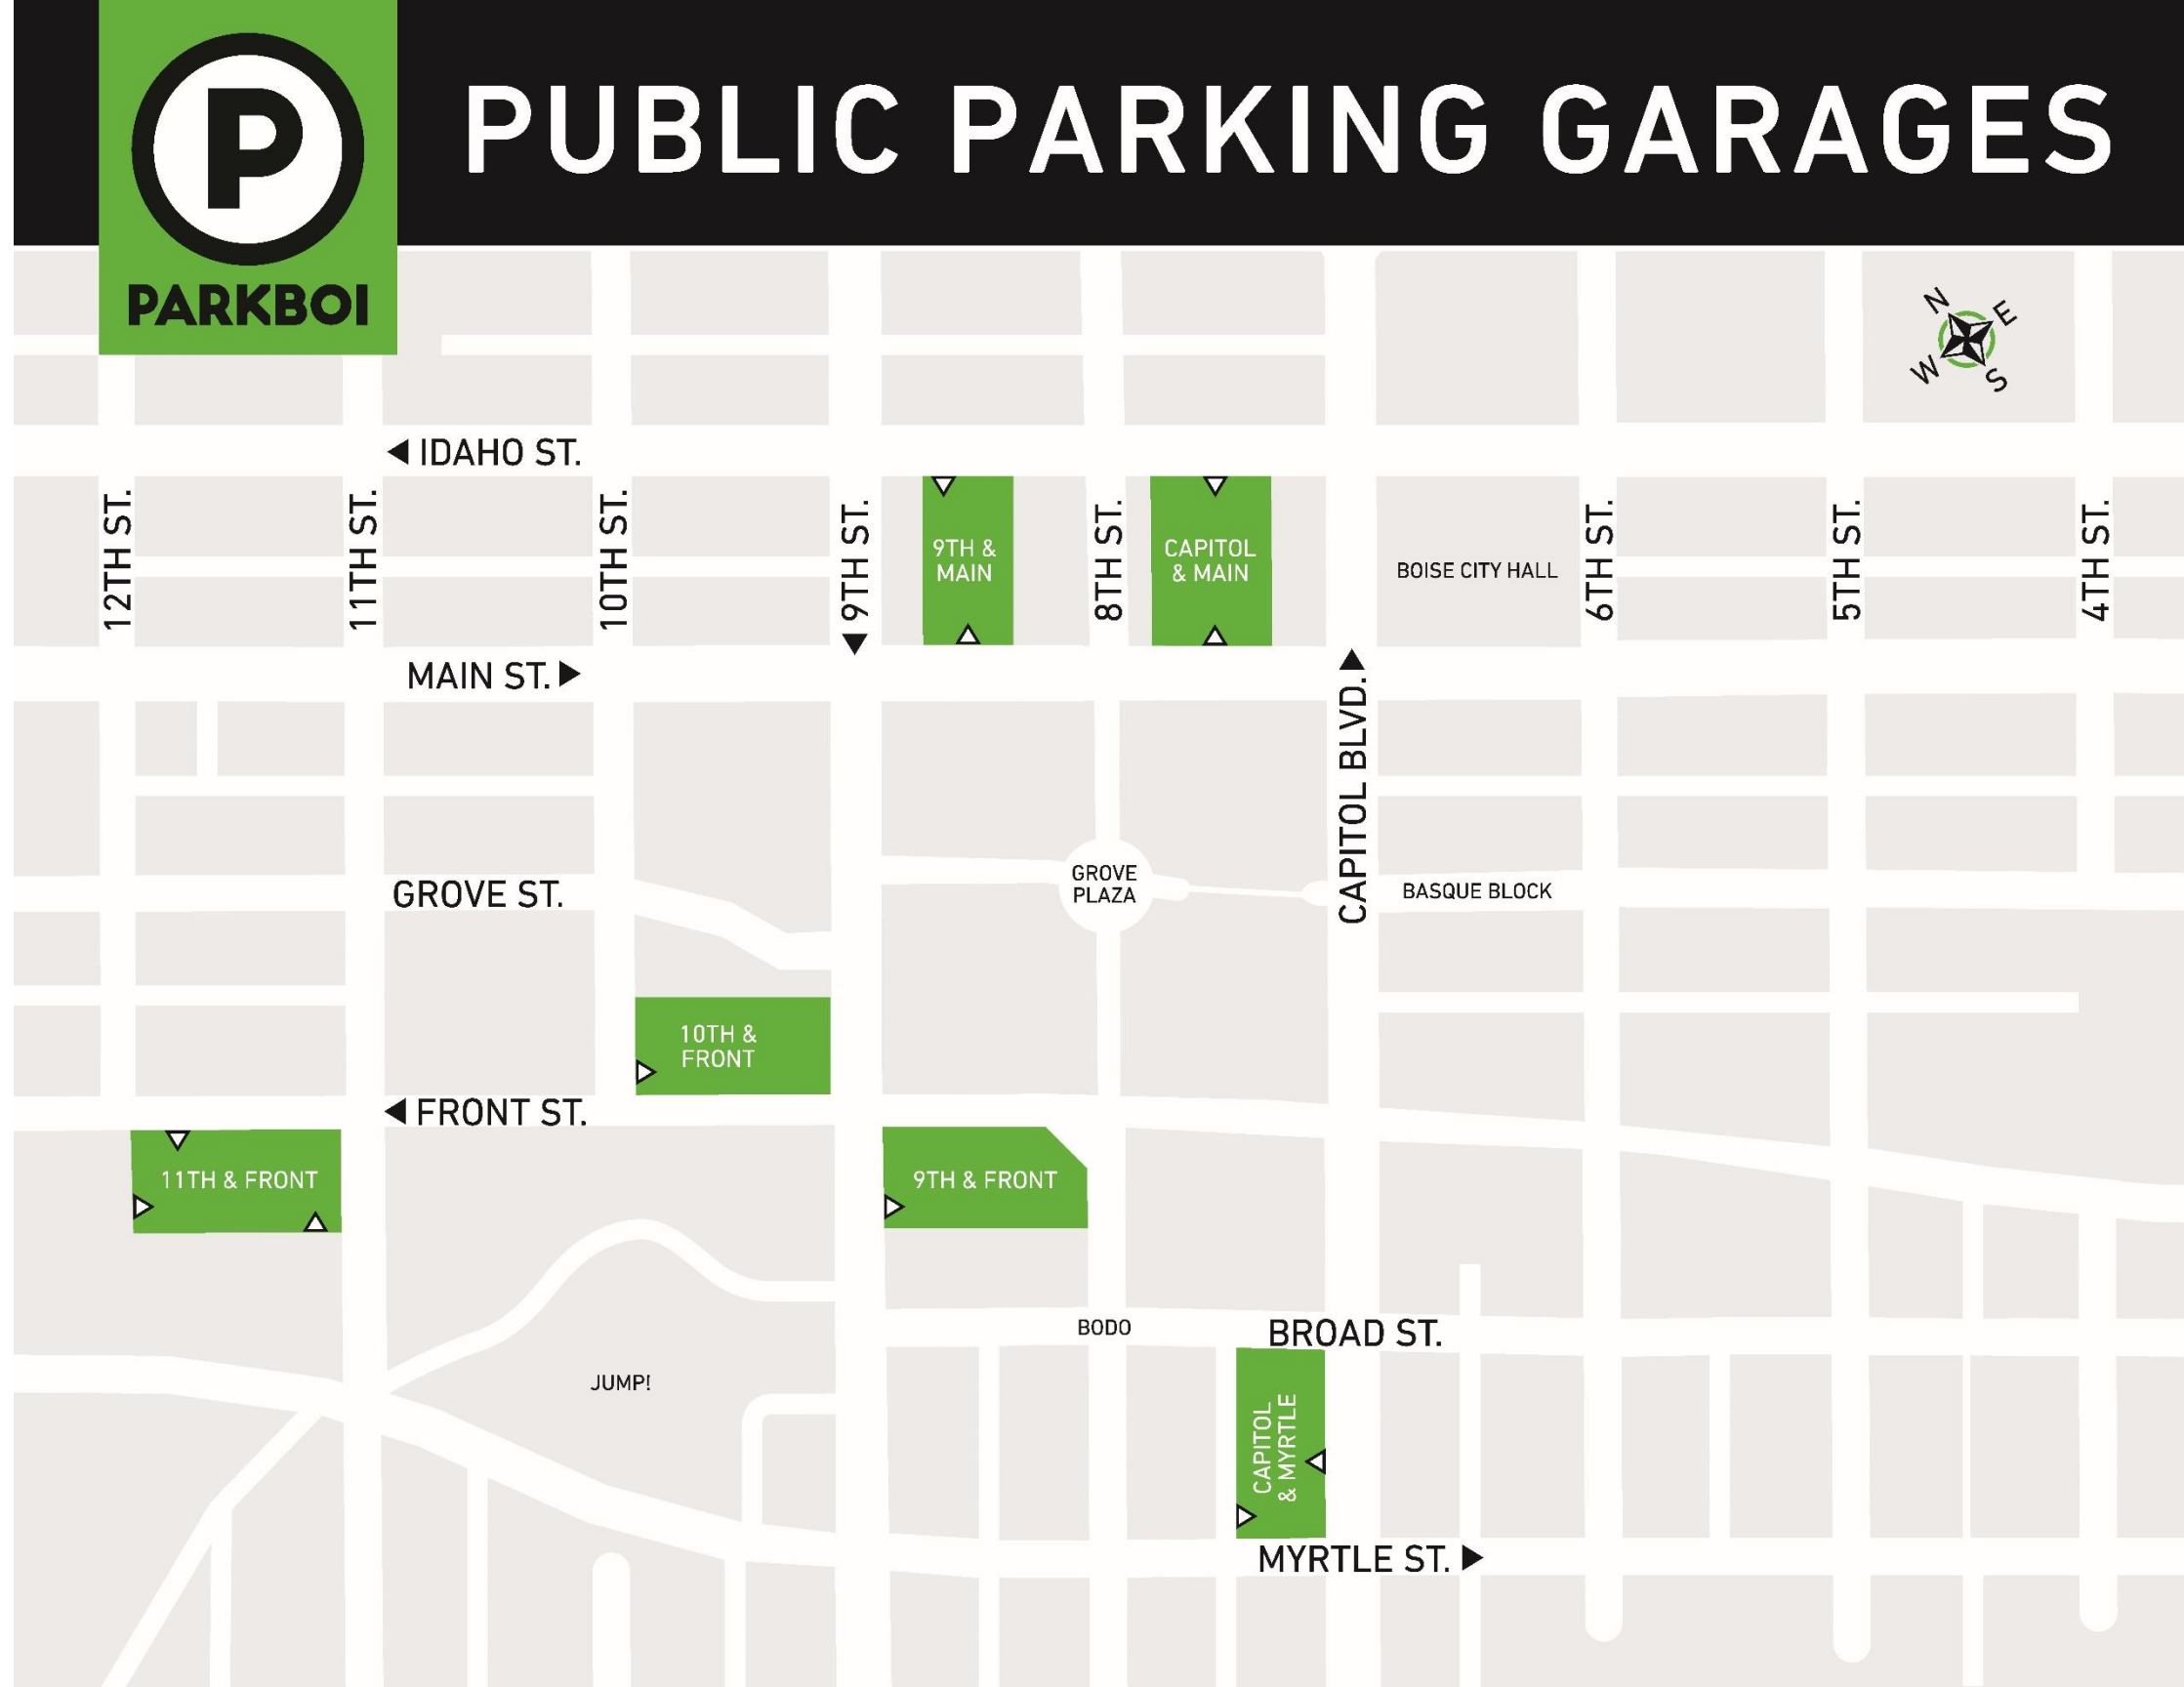 P
PARKBOI
PUBLIC PARKING GARAGES
N
E
W
S
IDAHO ST.
12TH ST.
11TH ST.
10TH ST.
9TH ST.
9TH &
MAIN
8TH ST.
CAPITOL
& MAIN
BOISE CITY HALL
6TH ST.
5TH ST.
4TH ST.
MAIN ST.
CAPITOL BLVD.
GROVE ST.
GROVE
PLAZA
BASQUE BLOCK
10TH &
FRONT
FRONT ST.
11TH & FRONT
9TH & FRONT
BODO
BROAD ST.
JUMP!
CAPITOL
& MYRTLE
MYRTLE ST.